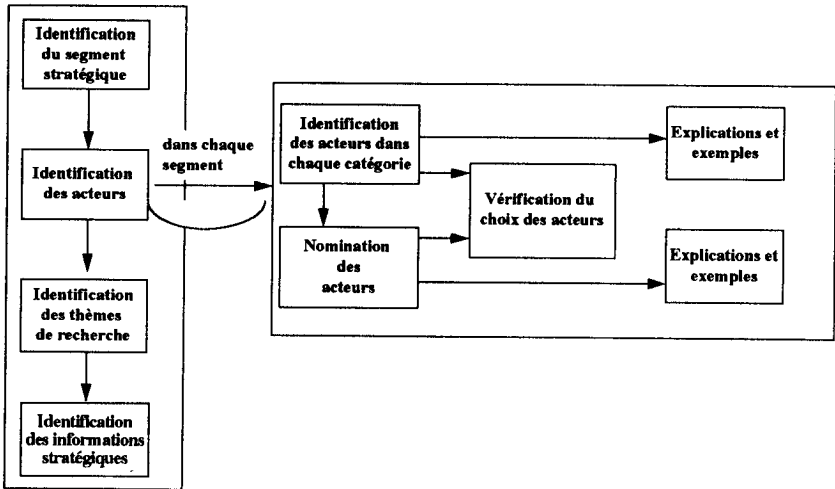 Identification
du segment
stratégique
Identification
des acteurs
Identification
des thèmes
de recherche
Identification
des informations
stratégiques
dans chaque
segment
Identification
des acteurs dans
chaque catégorie
Nomination
des
acteurs
Vérification du
choix des acteurs
Explications et
exemples
Explications et
exemples